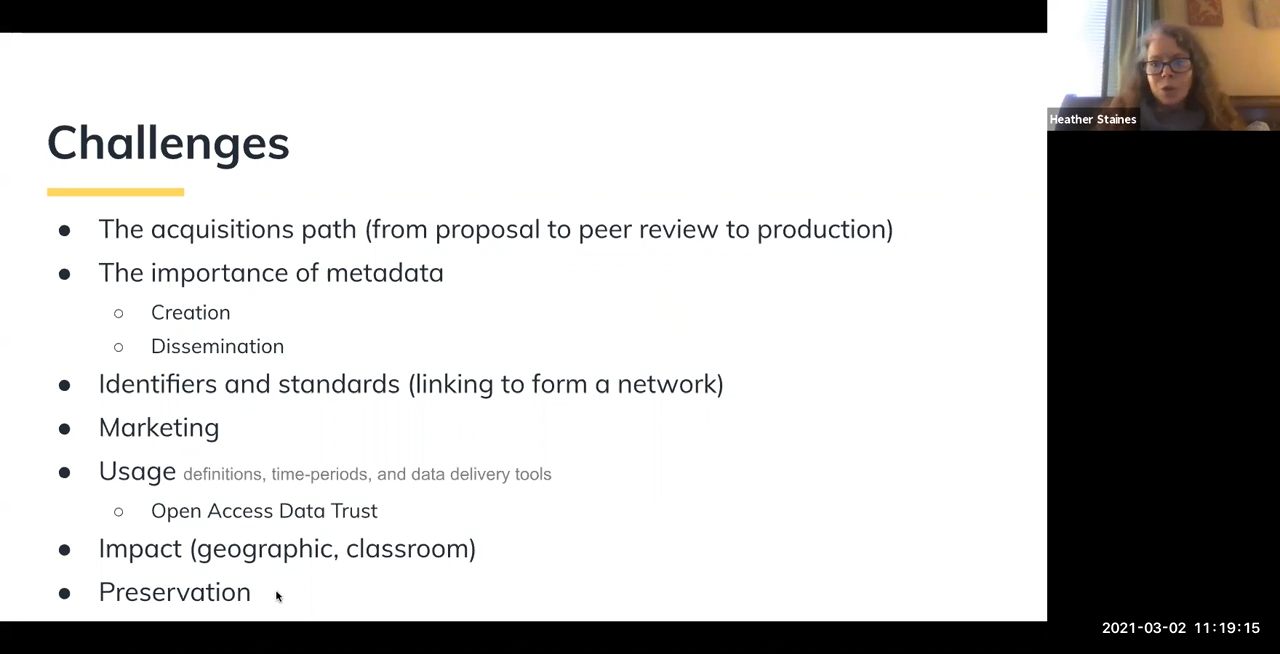 Challenges
● The acquisitions path (from proposal to peer review to production)
● The importance of metadata
○ Creation
○ Dissemination
● Identifiers and standards (linking to form a network)
● Marketing
● Usage definitions, time-periods, and data delivery tools
○ Open Access Data Trust
● Impact (geographic, classroom)
● Preservation
Heather Staines
2021-03-02 11:19:15